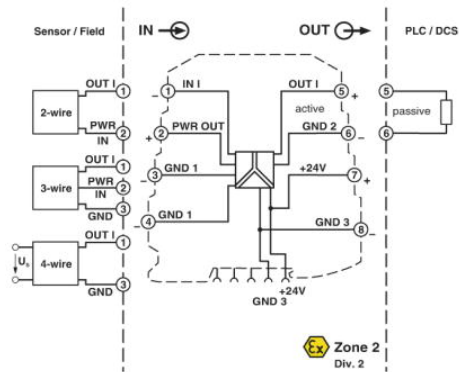 Sensor / Field
IN
OUT
PLC / DCS
OUT I
1
2-wire
PWR
2
IN
OUT I
1
3-wire
PWR
2
IN
GND
3
OUT I
1
Us
4-wire
GND
3
1
IN I
-
2
PWR OUT
+
3
GND 1
-
4
GND 1
-
OUT I
5
+
active
GND 2
6
-
+24V
7
+
GND 3
8
-
+24V
GND 3
5
passive
6
Ex
Zone 2
Div. 2